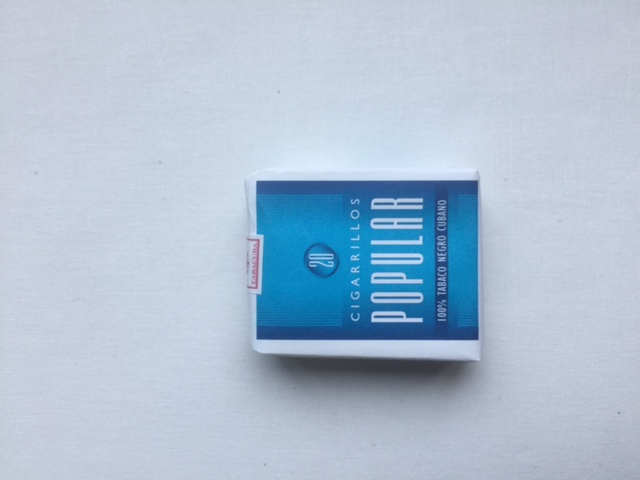 20
CIGARRILLOS
POPULAR
100% TABACO NEGRO CUBANO